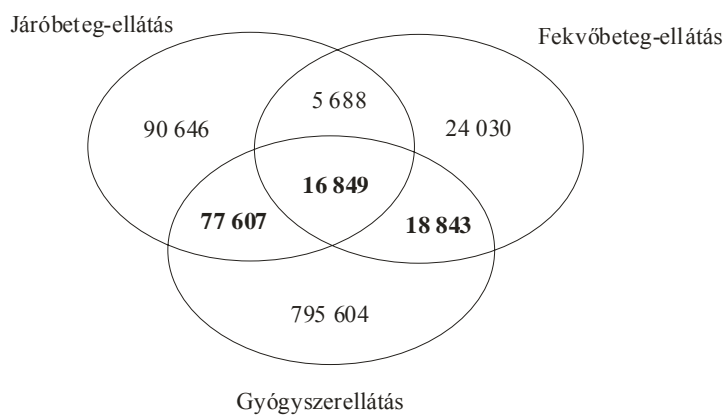 Járóbeteg-ellátás
Fekvőbeteg-ellátás
5 688
90 646
24 030
16 849
77 607
18 843
795 604
Gyógyszerellátás